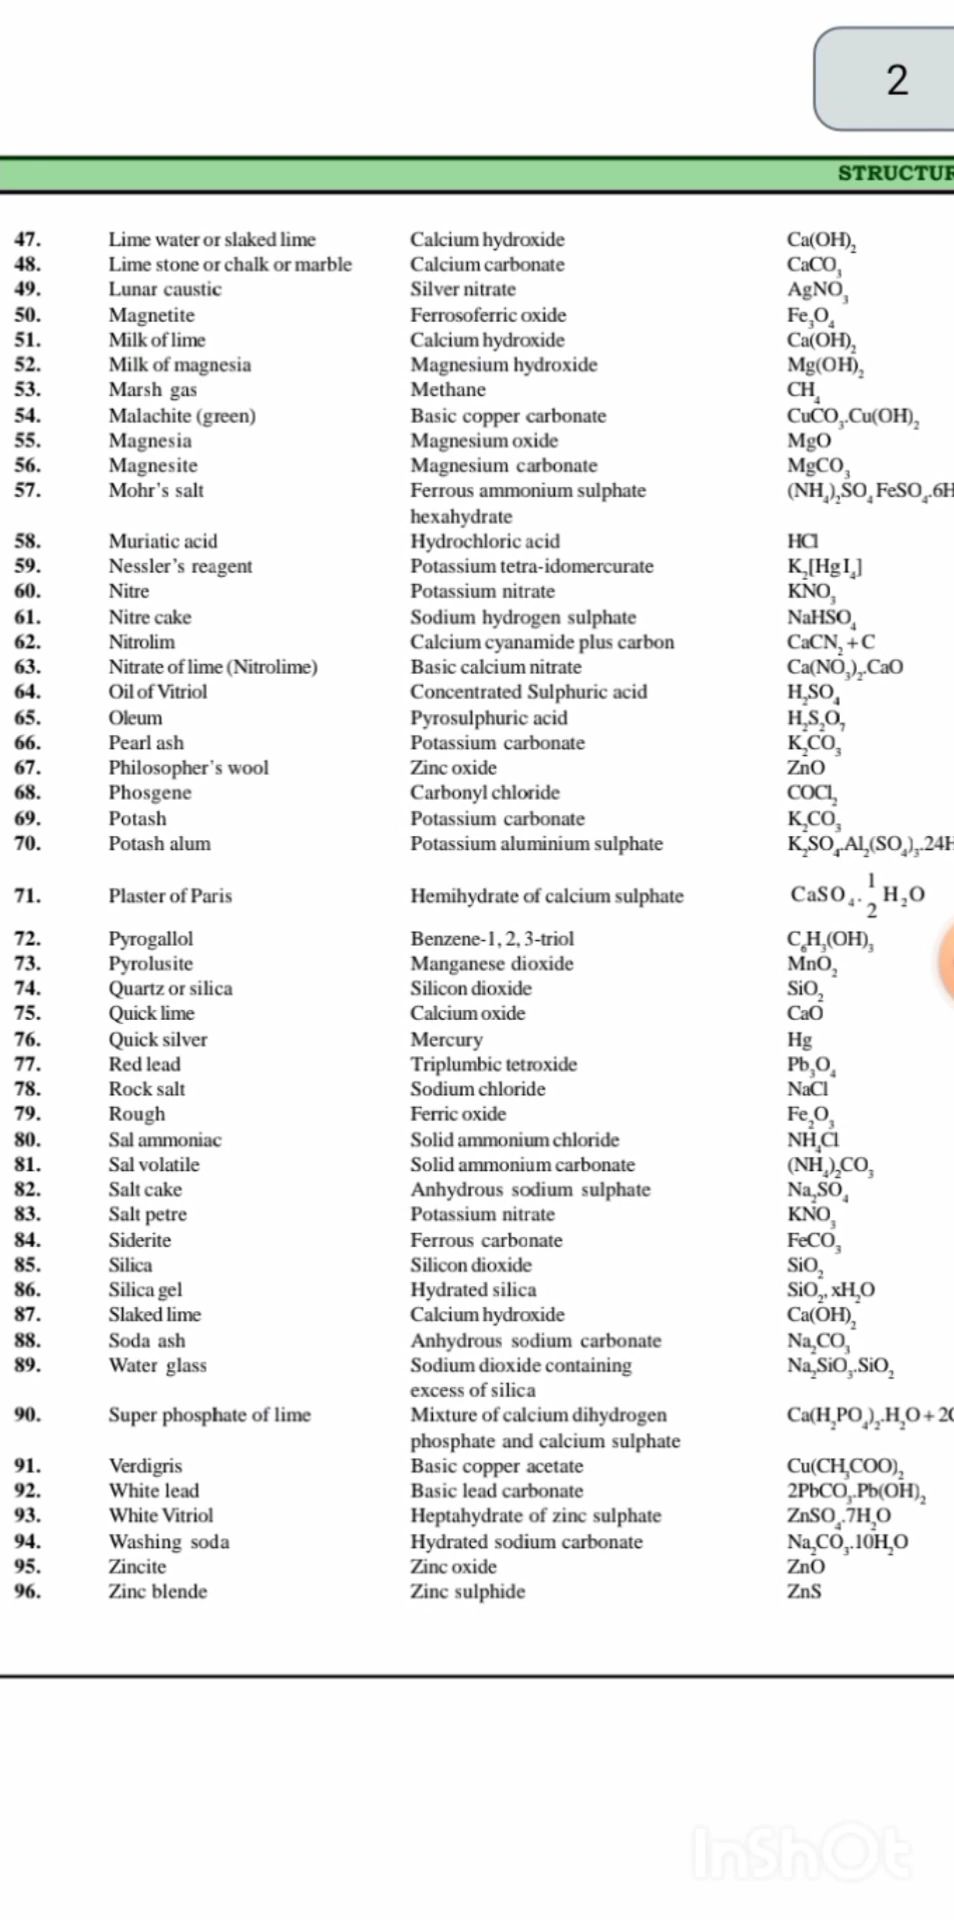 2
STRUCTUR
47. Lime water or slaked lime Calcium hydroxide Ca(OH)₂
48. Lime stone or chalk or marble Calcium carbonate CaCO₃
49. Lunar caustic Silver nitrate AgNO₃
50. Magnetite Ferrosoferric oxide Fe₃O₄
51. Milk of lime Calcium hydroxide Ca(OH)₂
52. Milk of magnesia Magnesium hydroxide Mg(OH)₂
53. Marsh gas Methane CH₄
54. Malachite (green) Basic copper carbonate CuCO₃.Cu(OH)₂
55. Magnesia Magnesium oxide MgO
56. Magnesite Magnesium carbonate MgCO₃
57. Mohr's salt Ferrous ammonium sulphate (NH₄)₂SO₄FeSO₄.6H
hexahydrate
58. Muriatic acid Hydrochloric acid HCl
59. Nessler's reagent Potassium tetra-idomercurate K₂[HgI₄]
60. Nitre Potassium nitrate KNO₃
61. Nitre cake Sodium hydrogen sulphate NaHSO₄
62. Nitrolim Calcium cyanamide plus carbon CaCN₂+C
63. Nitrate of lime (Nitrolime) Basic calcium nitrate Ca(NO₃)₂.CaO
64. Oil of Vitriol Concentrated Sulphuric acid H₂SO₄
65. Oleum Pyrosulphuric acid H₂S₂O₇
66. Pearl ash Potassium carbonate K₂CO₃
67. Philosopher's wool Zinc oxide ZnO
68. Phosgene Carbonyl chloride COCl₂
69. Potash Potassium carbonate K₂CO₃
70. Potash alum Potassium aluminium sulphate K₂SO₄.Al₂(SO₄)₃.24H
71. Plaster of Paris Hemihydrate of calcium sulphate CaSO₄.1/2 H₂O
72. Pyrogallol Benzene-1, 2, 3-triol C₆H₃(OH)₃
73. Pyrolusite Manganese dioxide MnO₂
74. Quartz or silica Silicon dioxide SiO₂
75. Quick lime Calcium oxide CaO
76. Quick silver Mercury Hg
77. Red lead Triplumbic tetroxide Pb₃O₄
78. Rock salt Sodium chloride NaCl
79. Rough Ferric oxide Fe₂O₃
80. Sal ammoniac Solid ammonium chloride NH₄Cl
81. Sal volatile Solid ammonium carbonate (NH₄)₂CO₃
82. Salt cake Anhydrous sodium sulphate Na₂SO₄
83. Salt petre Potassium nitrate KNO₃
84. Siderite Ferrous carbonate FeCO₃
85. Silica Silicon dioxide SiO₂
86. Silica gel Hydrated silica SiO₂, xH₂O
87. Slaked lime Calcium hydroxide Ca(OH)₂
88. Soda ash Anhydrous sodium carbonate Na₂CO₃
89. Water glass Sodium dioxide containing Na₂SiO₃.SiO₂
excess of silica
90. Super phosphate of lime Mixture of calcium dihydrogen Ca(H₂PO₄)₂.H₂O+2C
phosphate and calcium sulphate
91. Verdigris Basic copper acetate Cu(CH₃COO)₂
92. White lead Basic lead carbonate 2PbCO₃.Pb(OH)₂
93. White Vitriol Heptahydrate of zinc sulphate ZnSO₄.7H₂O
94. Washing soda Hydrated sodium carbonate Na₂CO₃.10H₂O
95. Zincite Zinc oxide ZnO
96. Zinc blende Zinc sulphide ZnS
InShOt